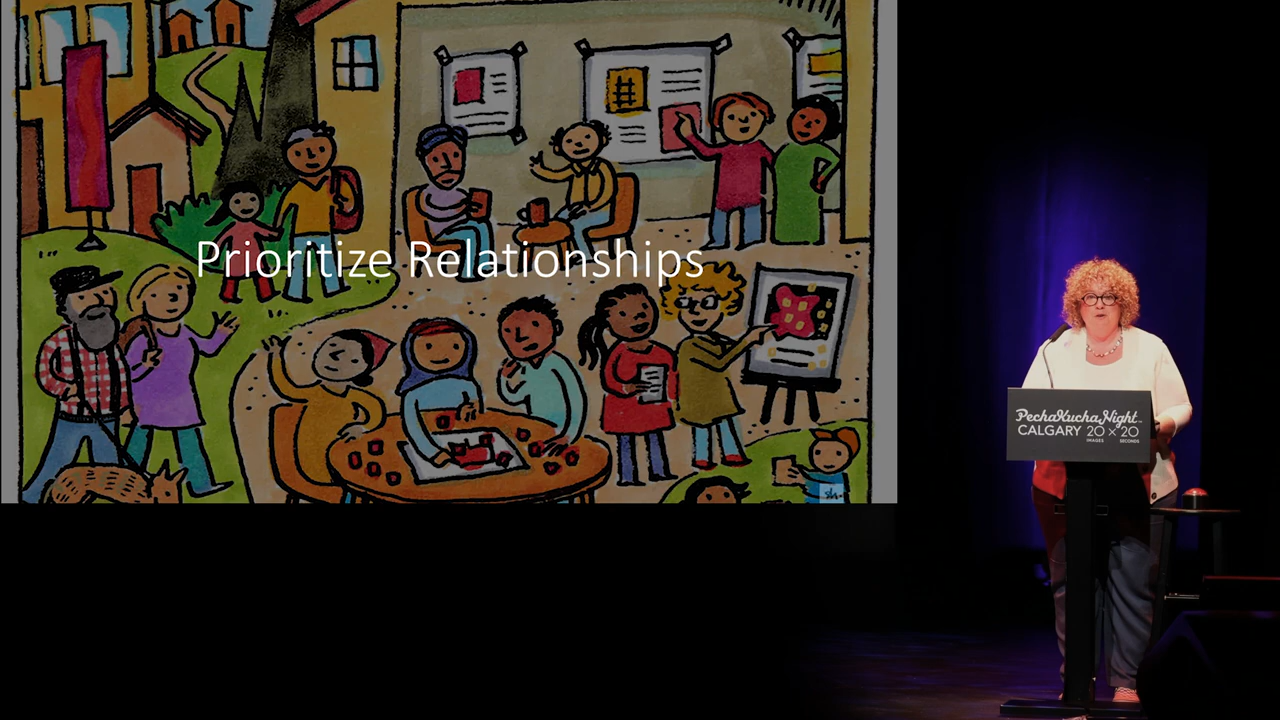 Prioritize Relationships
PechaKucha Night
CALGARY 20 x 20
IMAGES SECONDS